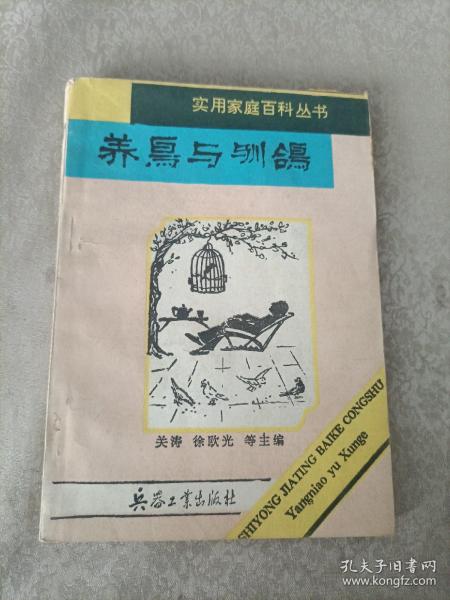 实用家庭百科丛书
养鳥与驯鸽
关涛 徐欧光 等主编
SHIYONG JIATING BAIKE CONGSHU
Yangniao yu Xunge
兵器工业出版社
孔夫子旧书网
www.kongfz.com